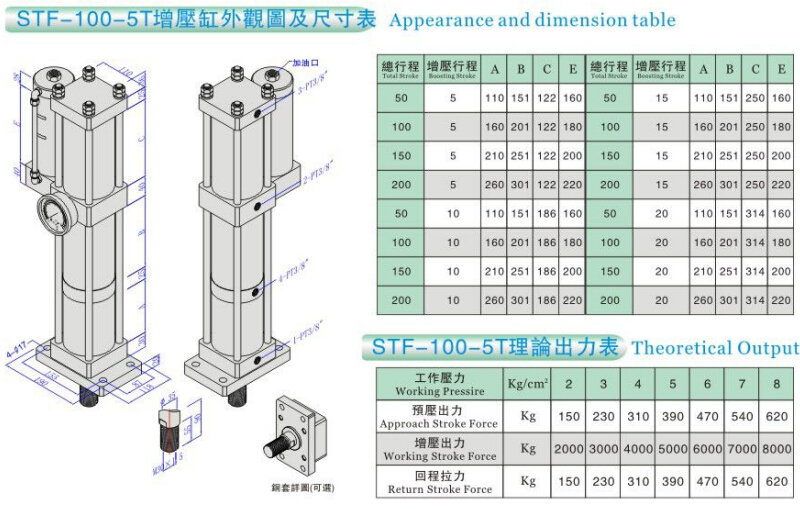 STF-100-5T增壓缸外觀圖及尺寸表 Appearance and dimension table
加油口
3-PT3/8"
2-PT3/8"
4-PT3/8"
1-PT3/8"
110
C
E
B
A
4-Ø17
155
190
Ø 35
M30×1.5
銅套詳圖(可選)
總行程 增壓行程 A B C E 總行程 增壓行程 A B C E
Total Stroke Boosting Stroke Total Stroke Boosting Stroke
50 5 110 151 122 160 50 15 110 151 250 160
100 5 160 201 122 180 100 15 160 201 250 180
150 5 210 251 122 200 150 15 210 251 250 200
200 5 260 301 122 220 200 15 260 301 250 220
50 10 110 151 186 160 50 20 110 151 314 160
100 10 160 201 186 180 100 20 160 201 314 180
150 10 210 251 186 200 150 20 210 251 314 200
200 10 260 301 186 220 200 20 260 301 314 220
STF-100-5T理論出力表 Theoretical Output
工作壓力
Working Pressire Kg/cm² 2 3 4 5 6 7 8
預壓出力
Approach Stroke Force Kg 150 230 310 390 470 540 620
增壓出力
Working Stroke Force Kg 2000 3000 4000 5000 6000 7000 8000
回程拉力
Return Stroke Force Kg 150 230 310 390 470 540 620